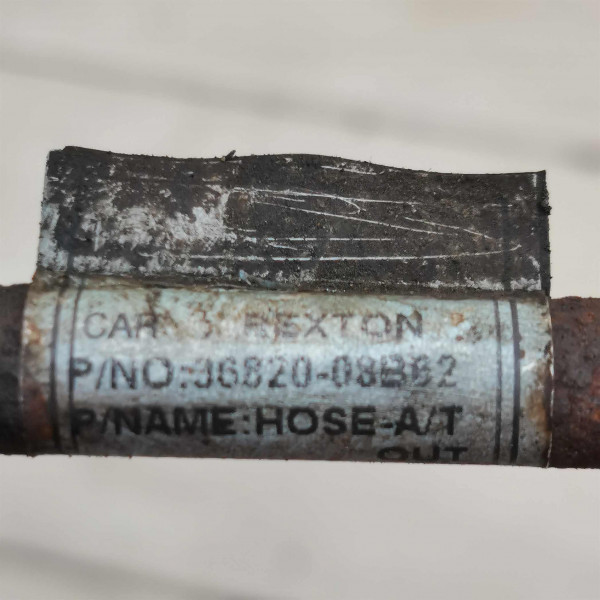 CAR : REXTON
P/NO:36820-08B62
P/NAME:HOSE-A/T
OUT